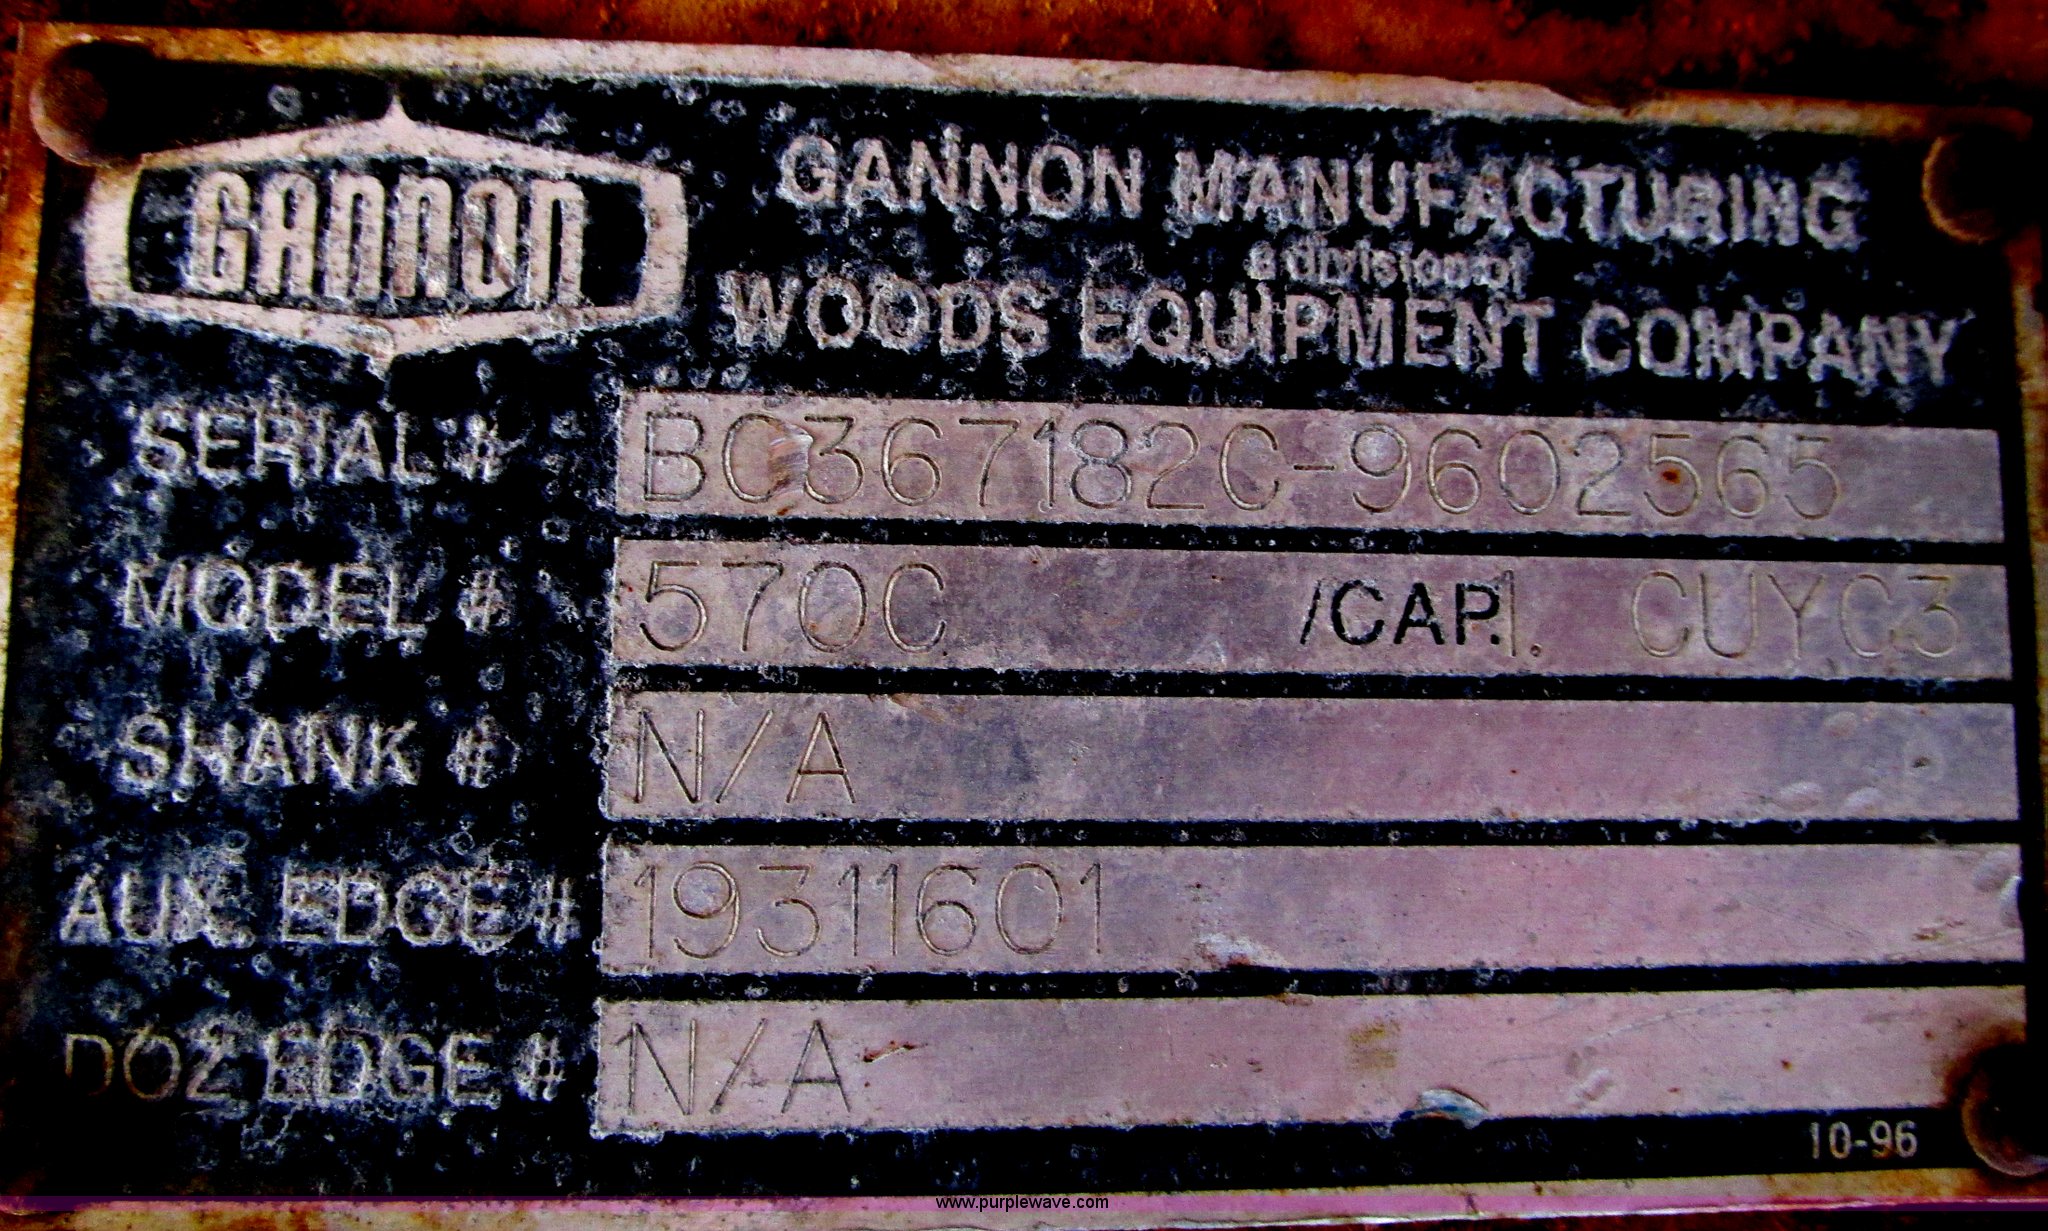 GANNON
GANNON MANUFACTURING
a division of
WOODS EQUIPMENT COMPANY
SERIAL # BC367182C-9602565
MODEL # 570C /CAP. 1. CUYC3
SHANK # N/A
AUX. EDGE # 19311601
DOZ EDGE # N/A
10-96
www.purplewave.com